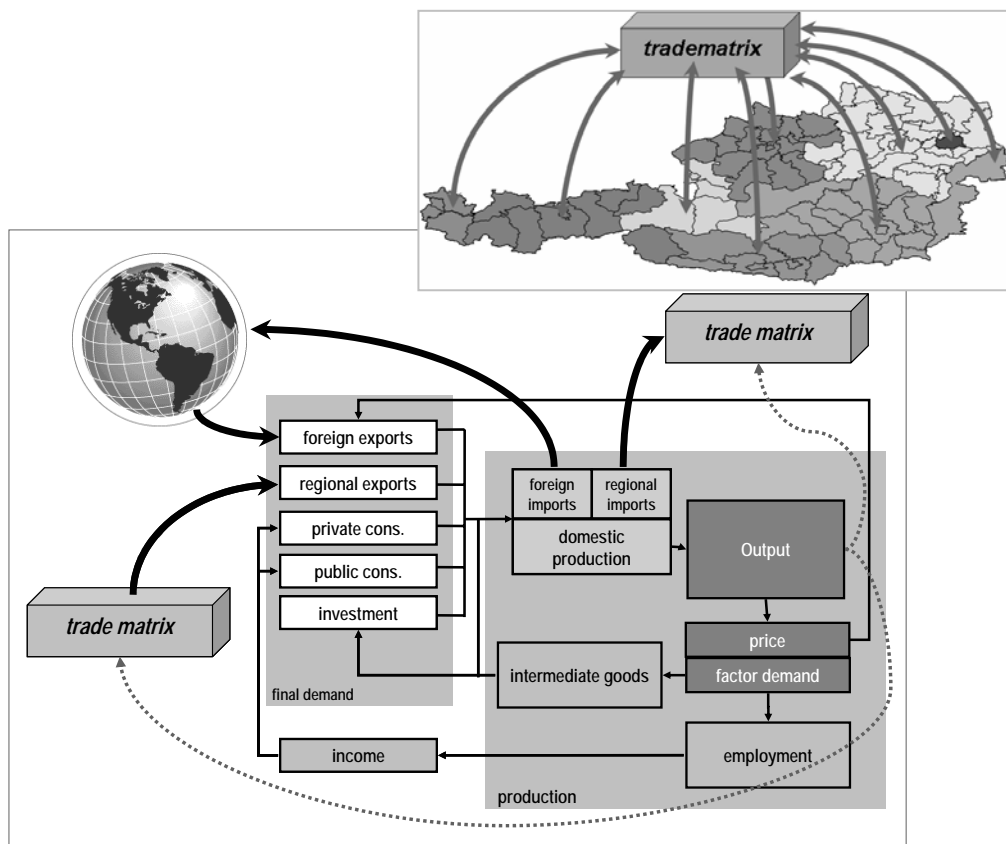 tradematrix
trade matrix
foreign exports
regional exports
private cons.
public cons.
investment
final demand
trade matrix
foreign
imports
regional
imports
domestic
production
Output
price
factor demand
intermediate goods
employment
income
production